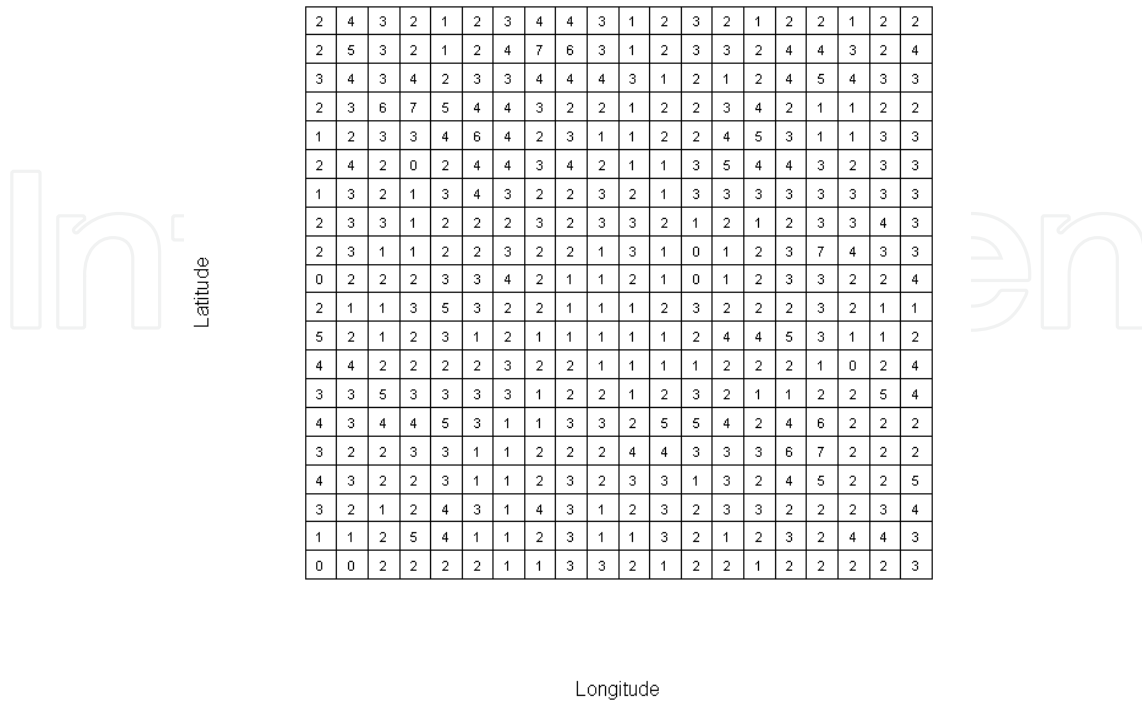 2 4 3 2 1 2 3 4 4 3 1 2 3 2 1 2 2 1 2 2
2 5 3 2 1 2 4 7 6 3 1 2 3 3 2 4 4 3 2 4
3 4 3 4 2 3 3 4 4 4 3 1 2 1 2 4 5 4 3 3
2 3 6 7 5 4 4 3 2 2 1 2 2 3 4 2 1 1 2 2
1 2 3 3 4 6 4 2 3 1 1 2 2 4 5 3 1 1 3 3
2 4 2 0 2 4 4 3 4 2 1 1 3 5 4 4 3 2 3 3
1 3 2 1 3 4 3 2 2 3 2 1 3 3 3 3 3 3 3 3
2 3 3 1 2 2 2 3 2 3 3 2 1 2 1 2 3 3 4 3
2 3 1 1 2 2 3 2 2 1 3 1 0 1 2 3 7 4 3 3
0 2 2 2 3 3 4 2 1 1 2 1 0 1 2 3 3 2 2 4
2 1 1 3 5 3 2 2 1 1 1 2 3 2 2 2 3 2 1 1
5 2 1 2 3 1 2 1 1 1 1 1 2 4 4 5 3 1 1 2
4 4 2 2 2 2 3 2 2 1 1 1 1 2 2 2 1 0 2 4
3 3 5 3 3 3 3 1 2 2 1 2 3 2 1 1 2 2 5 4
4 3 4 4 5 3 1 1 3 3 2 5 5 4 2 4 6 2 2 2
3 2 2 3 3 1 1 2 2 2 4 4 3 3 3 6 7 2 2 2
4 3 2 2 3 1 1 2 3 2 3 3 1 3 2 4 5 2 2 5
3 2 1 2 4 3 1 4 3 1 2 3 2 3 3 2 2 2 3 4
1 1 2 5 4 1 1 2 3 1 1 3 2 1 2 3 2 4 4 3
0 0 2 2 2 2 1 1 3 3 2 1 2 2 1 2 2 2 2 3
Latitude
Longitude